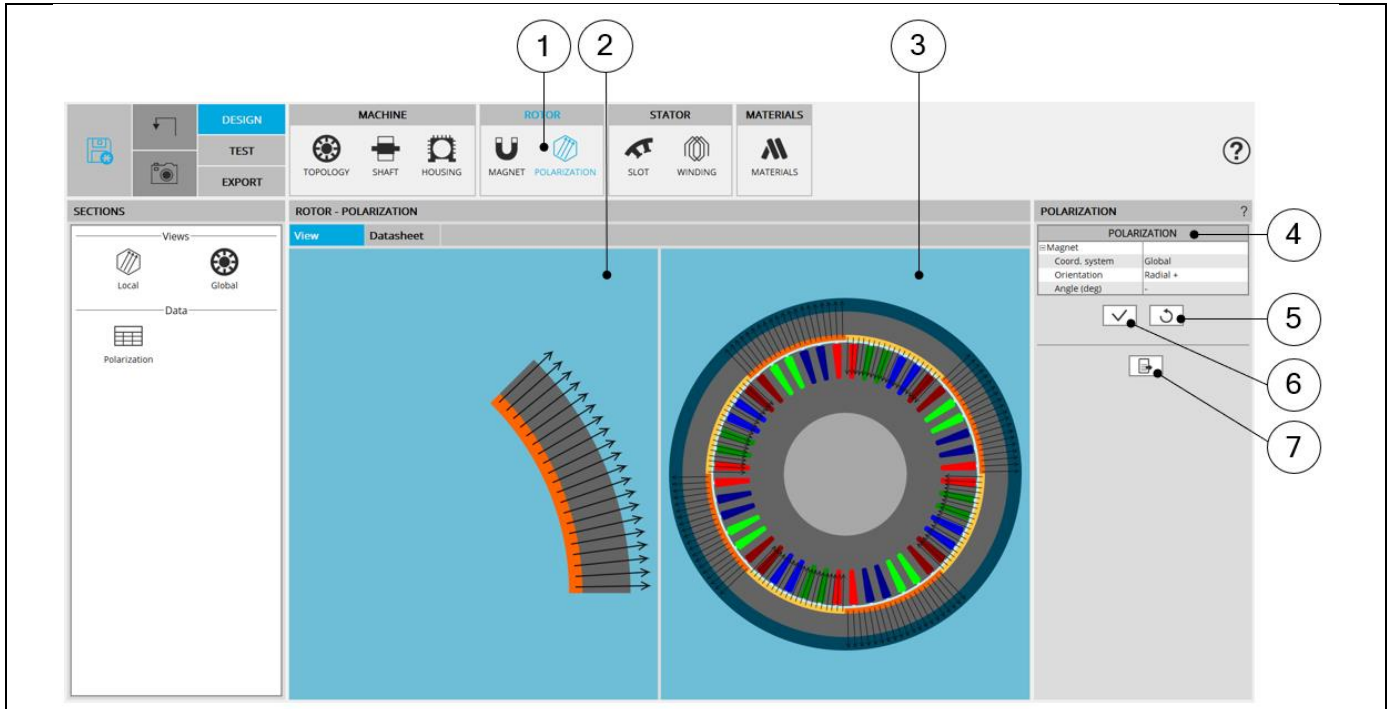 1 2 3
DESIGN
TEST
EXPORT
MACHINE ROTOR STATOR MATERIALS
TOPOLOGY SHAFT HOUSING MAGNET POLARIZATION SLOT WINDING MATERIALS
?
SECTIONS
Views
Local Global
Data
Polarization
ROTOR - POLARIZATION
View Datasheet
POLARIZATION ?
POLARIZATION
Magnet
Coord. system Global
Orientation Radial +
Angle (deg) -
4
5
6
7